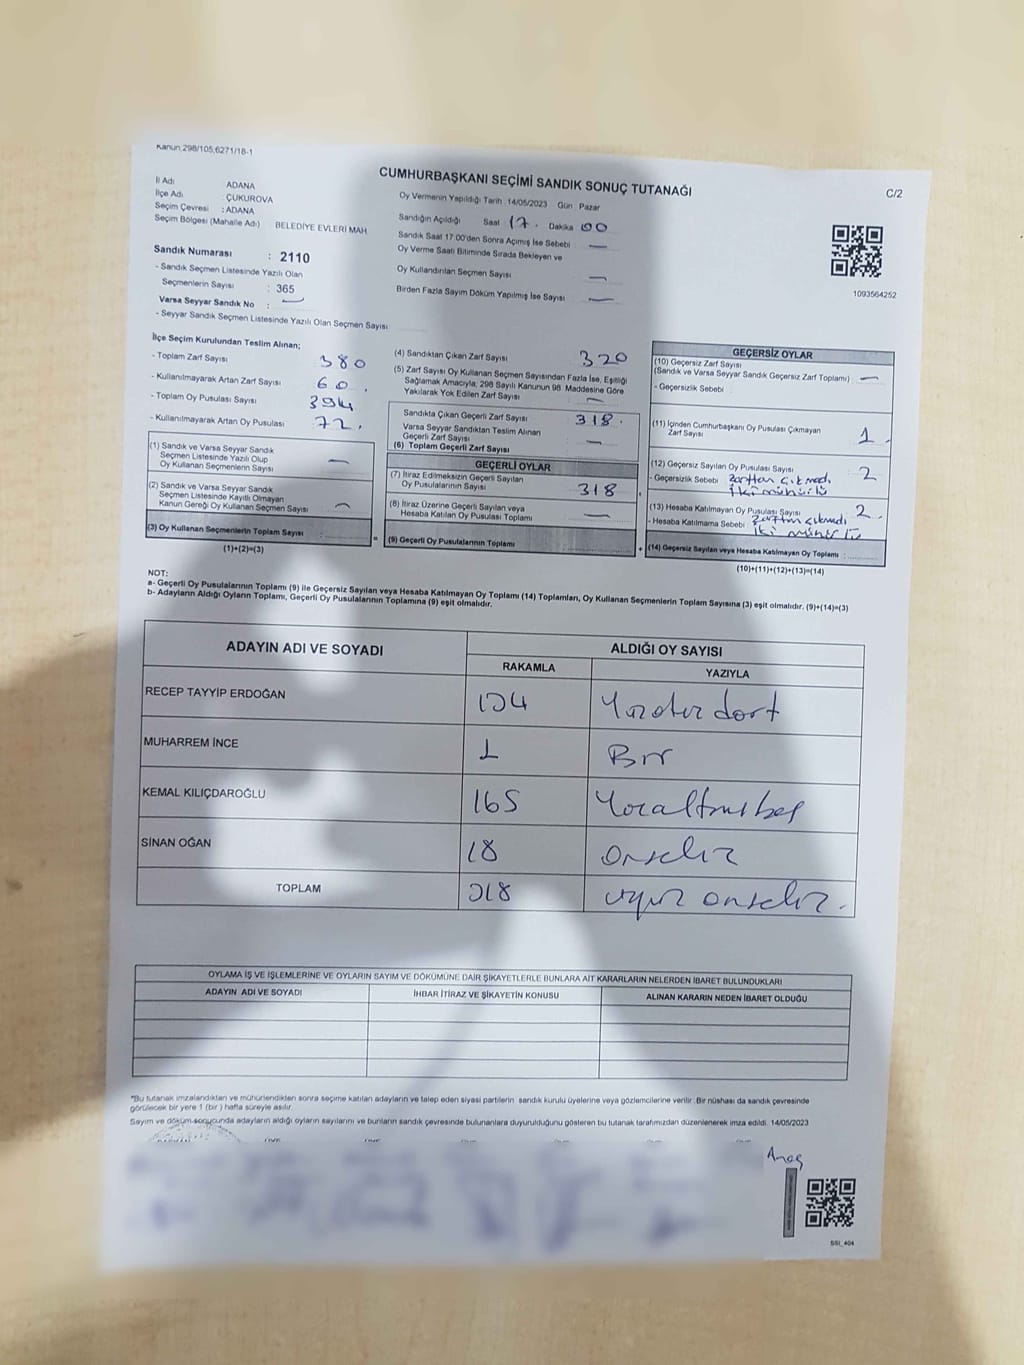 Kanun;298/105,6271/18-1
CUMHURBAŞKANI SEÇİMİ SANDIK SONUÇ TUTANAĞI
C/2
İl Adı ADANA
İlçe Adı : ÇUKUROVA
Seçim Çevresi : ADANA
Seçim Bölgesi (Mahalle Adı) BELEDİYE EVLERİ MAH
Sandık Numarası : 2110
- Sandık Seçmen Listesinde Yazılı Olan
Seçmenlerin Sayısı : 365
Varsa Seyyar Sandık No : —
- Seyyar Sandık Seçmen Listesinde Yazılı Olan Seçmen Sayısı
Oy Vermenin Yapıldığı Tarih 14/05/2023 Gün Pazar
Sandığın Açıldığı Saat 17. Dakika 00
Sandık Saat 17.00'den Sonra Açımış İse Sebebi —
Oy Verme Saati Bitiminde Sırada Bekleyen ve
Oy Kullandırılan Seçmen Sayısı —
Birden Fazla Sayım Döküm Yapılmış İse Sayısı —
1093564252
İlçe Seçim Kurulundan Teslim Alınan;
- Toplam Zarf Sayısı 380
- Kullanılmayarak Artan Zarf Sayısı 60.
- Toplam Oy Pusulası Sayısı 394
- Kullanılmayarak Artan Oy Pusulası 72.
(1) Sandık ve Varsa Seyyar Sandık
Seçmen Listesinde Yazılı Olup
Oy Kullanan Seçmenlerin Sayısı —
(2) Sandık ve Varsa Seyyar Sandık
Seçmen Listesinde Kayıtlı Olmayan
Kanun Gereği Oy Kullanan Seçmen Sayısı —
(3) Oy Kullanan Seçmenlerin Toplam Sayısı
(1)+(2)=(3)
(4) Sandıktan Çıkan Zarf Sayısı 320
(5) Zarf Sayısı Oy Kullanan Seçmen Sayısından Fazla İse, Eşitliği
Sağlamak Amacıyla, 298 Sayılı Kanunun 98. Maddesine Göre
Yakılarak Yok Edilen Zarf Sayısı —
Sandıkta Çıkan Geçerli Zarf Sayısı 318.
Varsa Seyyar Sandıktan Teslim Alınan
Geçerli Zarf Sayısı —
(6) Toplam Geçerli Zarf Sayısı
GEÇERLİ OYLAR
(7) İtiraz Edilmeksizin Geçerli Sayılan
Oy Pusulalarının Sayısı 318
(8) İtiraz Üzerine Geçerli Sayılan veya
Hesaba Katılan Oy Pusulası Toplamı —
(9) Geçerli Oy Pusulalarının Toplamı
GEÇERSİZ OYLAR
(10) Geçersiz Zarf Sayısı
(Sandık ve Varsa Seyyar Sandık Geçersiz Zarf Toplamı) —
- Geçersizlik Sebebi
(11) İçinden Cumhurbaşkanı Oy Pusulası Çıkmayan
Zarf Sayısı 1
(12) Geçersiz Sayılan Oy Pusulası Sayısı 2
- Geçersizlik Sebebi Zarftan çıkmadı
iki mühürlü
(13) Hesaba Katılmayan Oy Pusulası Sayısı 2
- Hesaba Katılmama Sebebi Zarftan çıkmadı
iki mühürlü
(14) Geçersiz Sayılan veya Hesaba Katılmayan Oy Toplamı :
(10)+(11)+(12)+(13)=(14)
NOT:
a- Geçerli Oy Pusulalarının Toplamı (9) ile Geçersiz Sayılan veya Hesaba Katılmayan Oy Toplamı (14) Toplamları, Oy Kullanan Seçmenlerin Toplam Sayısına (3) eşit olmalıdır. (9)+(14)=(3)
b- Adayların Aldığı Oyların Toplamı, Geçerli Oy Pusulalarının Toplamına (9) eşit olmalıdır.
ADAYIN ADI VE SOYADI ALDIĞI OY SAYISI
RAKAMLA YAZIYLA
RECEP TAYYİP ERDOĞAN 134 Yüzotuz dört
MUHARREM İNCE 1 Bir
KEMAL KILIÇDAROĞLU 165 Yüzaltmışbeş
SİNAN OĞAN 18 onsekiz
TOPLAM 318 üçyüz onsekiz.
OYLAMA İŞ VE İŞLEMLERİNE VE OYLARIN SAYIM VE DÖKÜMÜNE DAİR ŞİKAYETLERLE BUNLARA AİT KARARLARIN NELERDEN İBARET BULUNDUKLARI
ADAYIN ADI VE SOYADI İHBAR İTİRAZ VE ŞİKAYETİN KONUSU ALINAN KARARIN NEDEN İBARET OLDUĞU
"Bu tutanak imzalandıktan ve mühürlendikten sonra seçime katılan adayların ve talep eden siyasi partilerin sandık kurulu üyelerine veya gözlemcilerine verilir. Bir nüshası da sandık çevresinde
görülecek bir yere 1 (bir) hafta süreyle asılır.
Sayım ve döküm sonucunda adayların aldığı oyların sayılarını ve bunların sandık çevresinde bulunanlara duyurulduğunu gösteren bu tutanak tarafımızdan düzenlenerek imza edildi. 14/05/2023
SSI_404